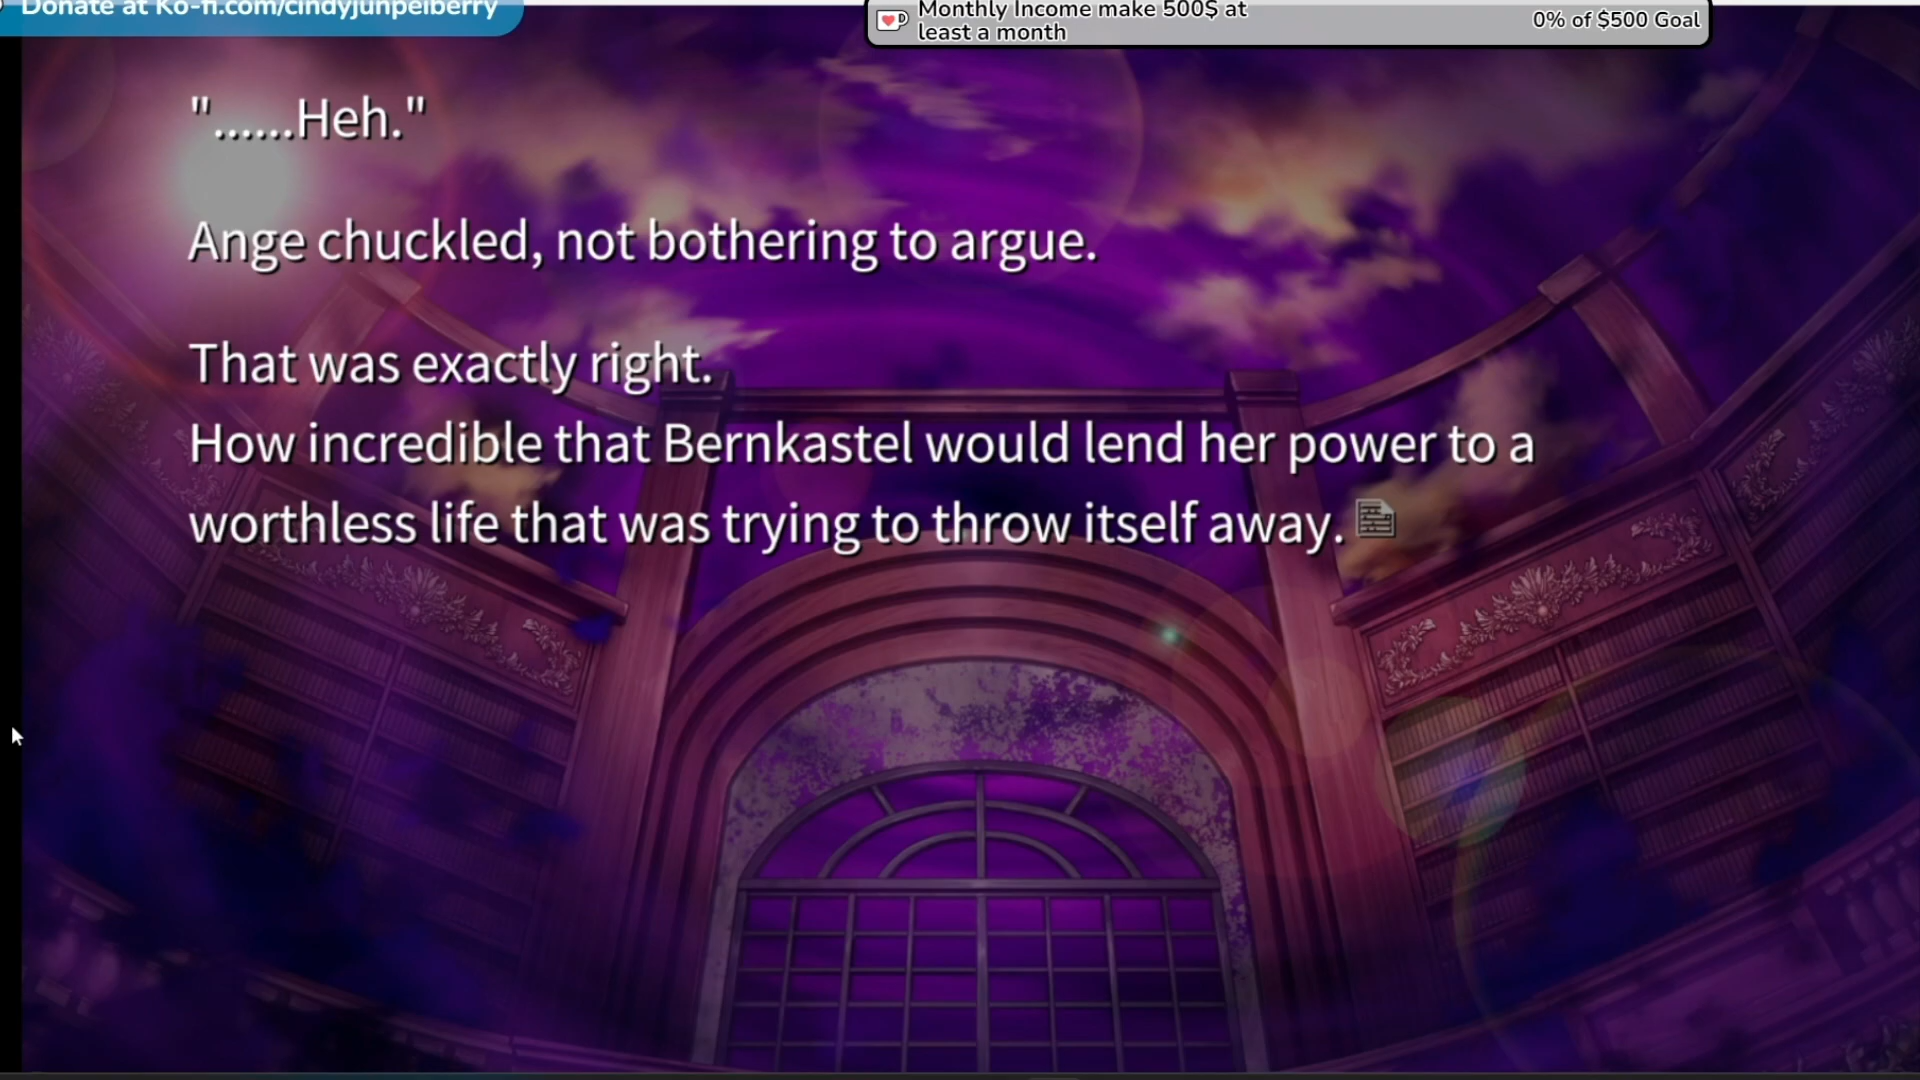 Donate at Ko-fi.com/cindyjunpeiberry
Monthly Income make 500$ at
least a month
0% of $500 Goal
"......Heh."
Ange chuckled, not bothering to argue.
That was exactly right.
How incredible that Bernkastel would lend her power to a
worthless life that was trying to throw itself away.